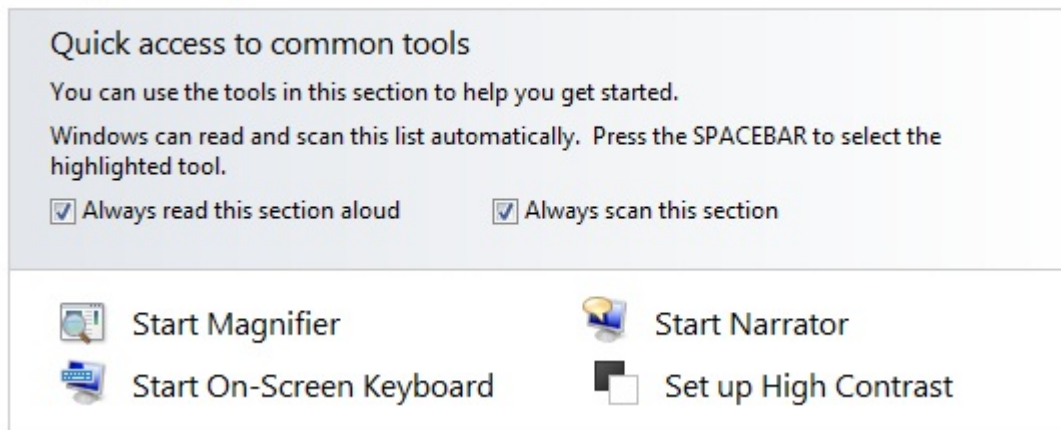 Quick access to common tools
You can use the tools in this section to help you get started.
Windows can read and scan this list automatically.  Press the SPACEBAR to select the
highlighted tool.
Always read this section aloud
Always scan this section
Start Magnifier
Start Narrator
Start On-Screen Keyboard
Set up High Contrast